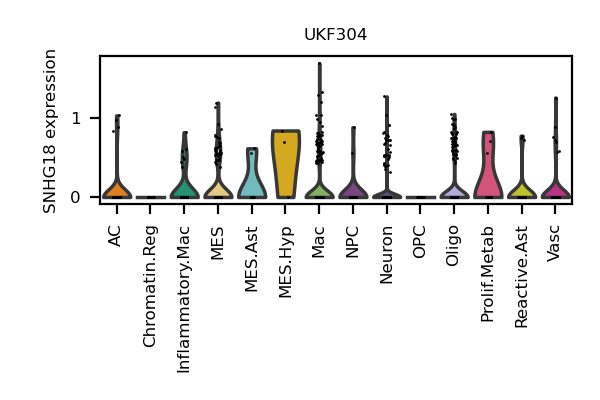 UKF304
SNHG18 expression
1
0
AC
Chromatin.Reg
Inflammatory.Mac
MES
MES.Ast
MES.Hyp
Mac
NPC
Neuron
OPC
Oligo
Prolif.Metab
Reactive.Ast
Vasc